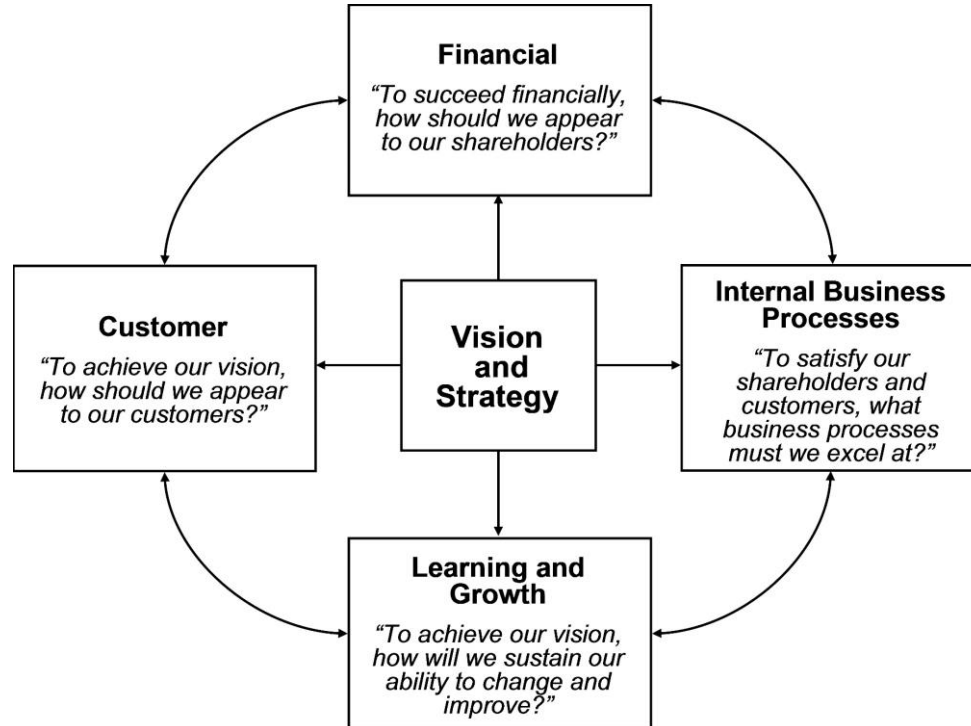 Financial
“To succeed financially,
how should we appear
to our shareholders?”
Customer
“To achieve our vision,
how should we appear
to our customers?”
Vision
and
Strategy
Internal Business
Processes
“To satisfy our
shareholders and
customers, what
business processes
must we excel at?”
Learning and
Growth
“To achieve our vision,
how will we sustain our
ability to change and
improve?”